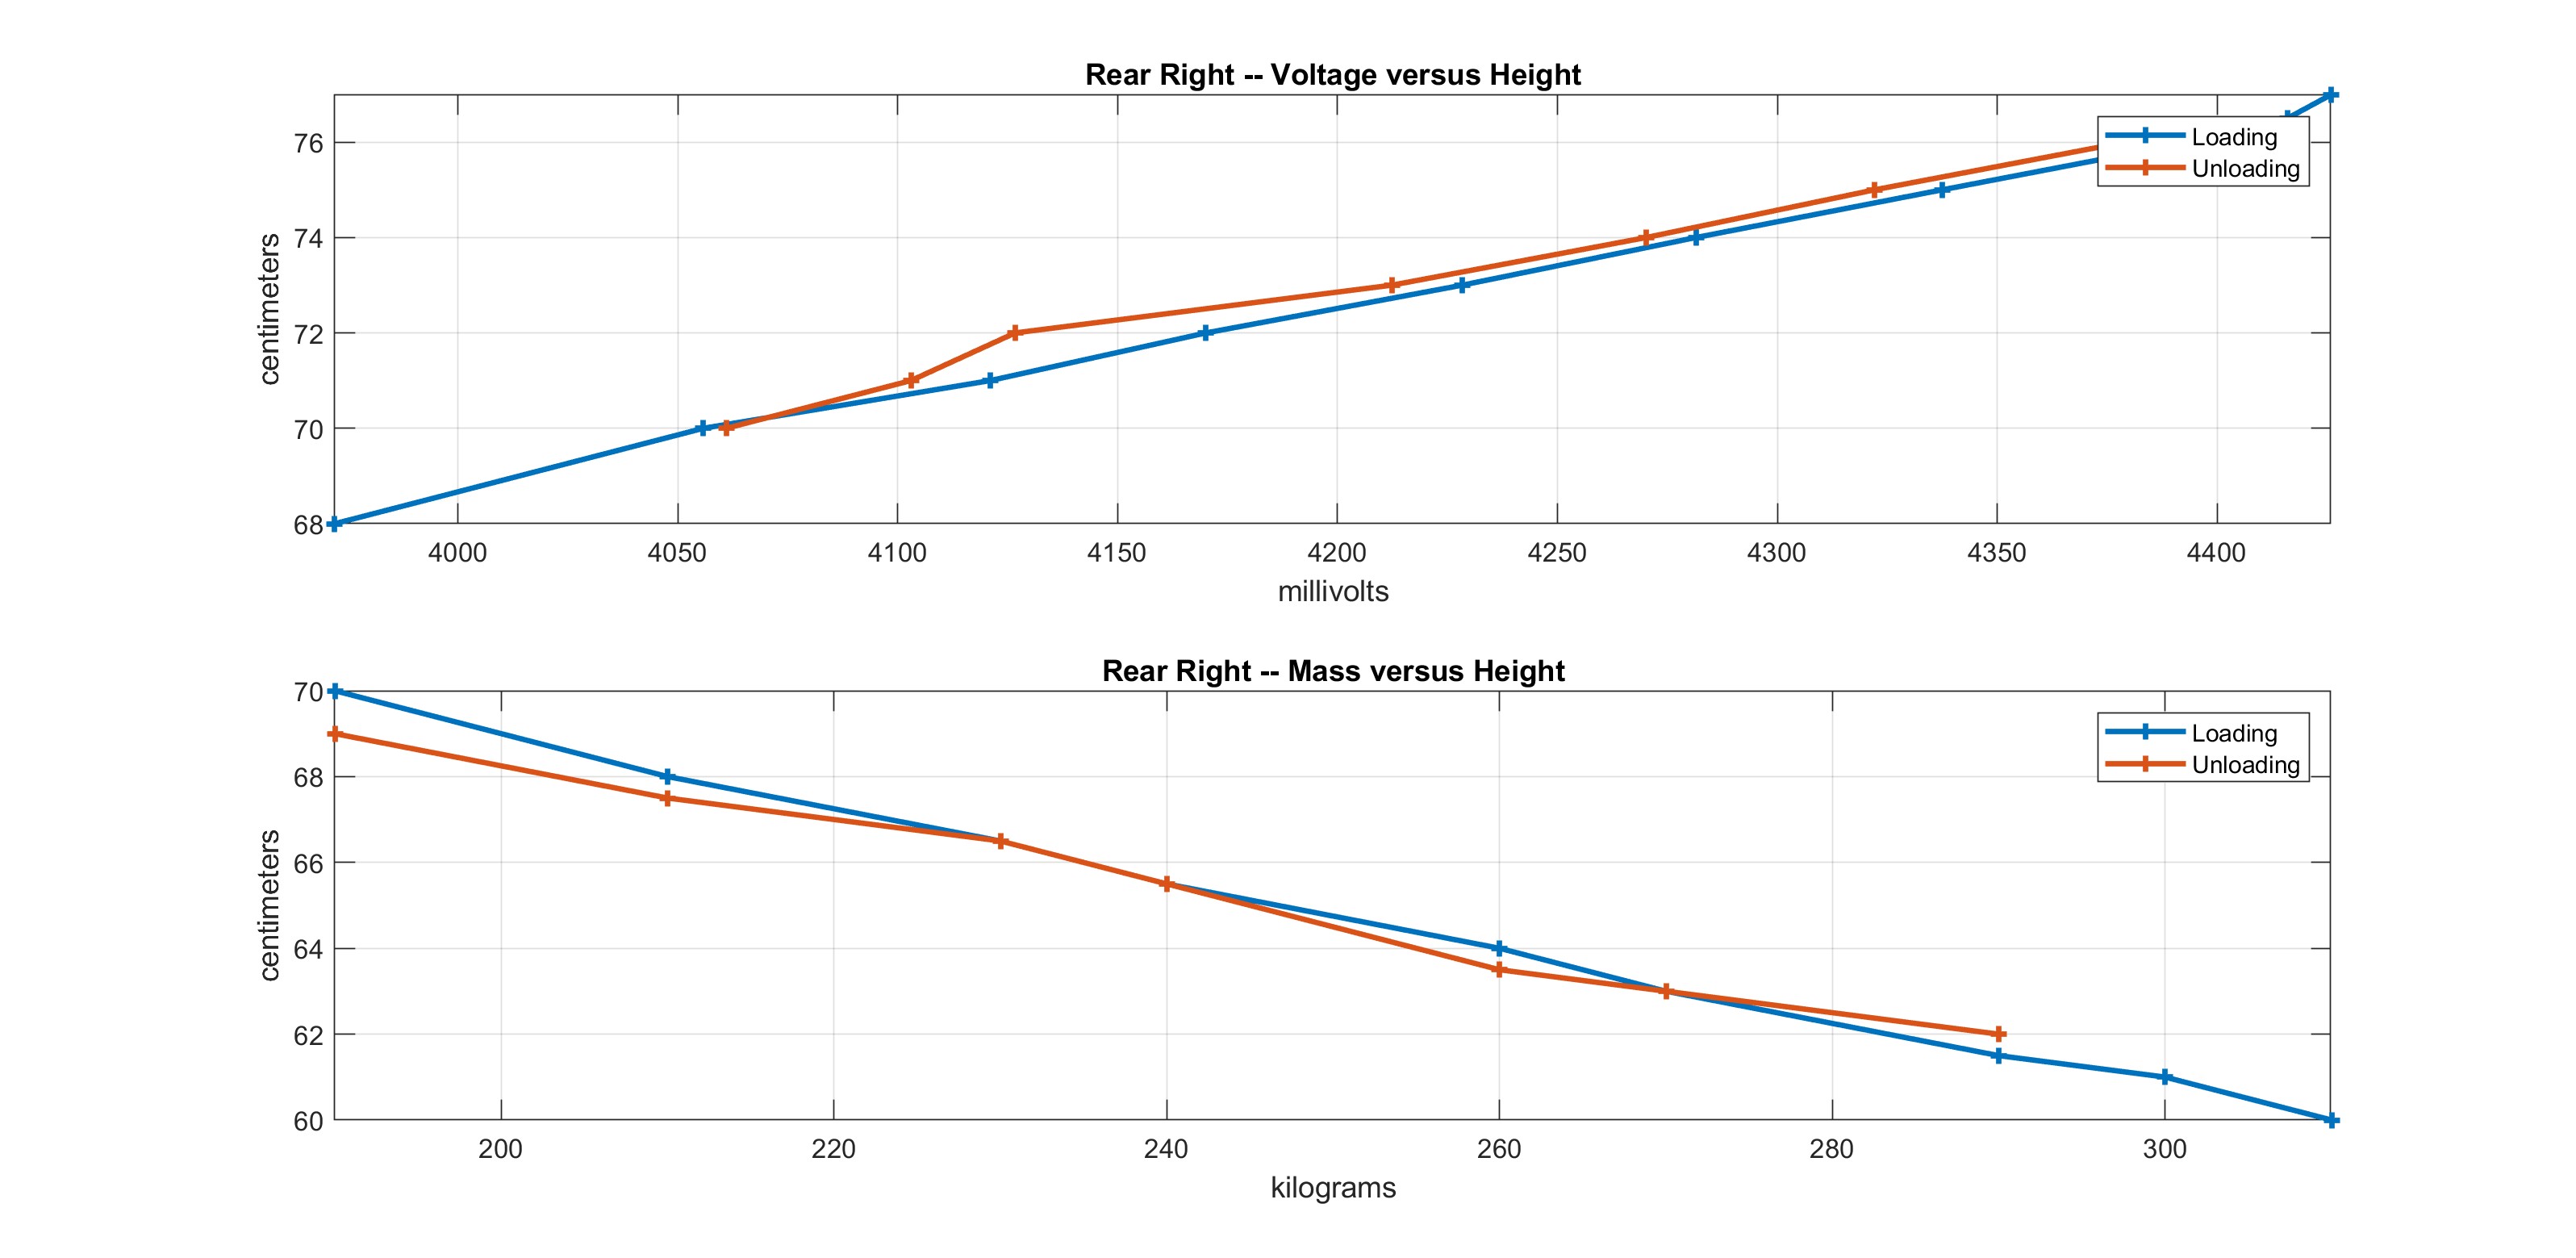 Rear Right -- Voltage versus Height
Loading
Unloading
centimeters
76
74
72
70
68
4000 4050 4100 4150 4200 4250 4300 4350 4400
millivolts
Rear Right -- Mass versus Height
Loading
Unloading
centimeters
70
68
66
64
62
60
200 220 240 260 280 300
kilograms